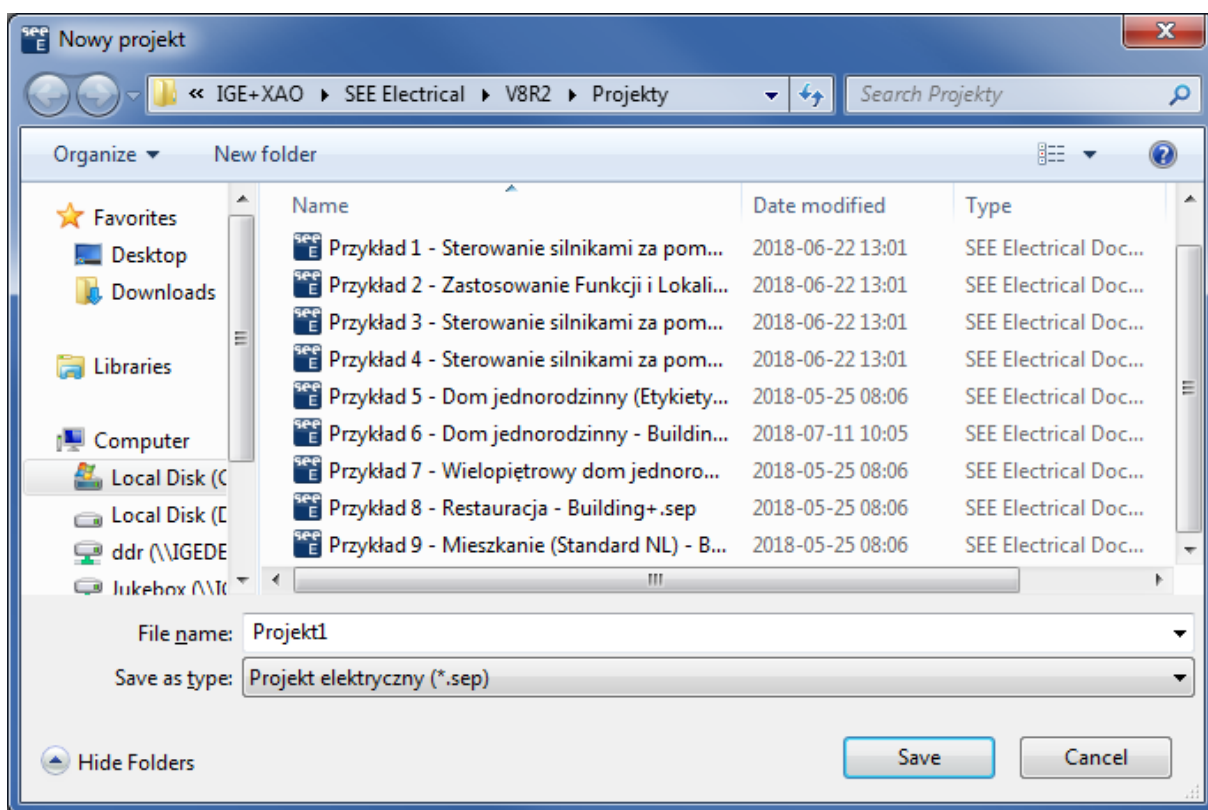 Nowy projekt
« IGE+XAO ▸ SEE Electrical ▸ V8R2 ▸ Projekty
Search Projekty
Organize
New folder
Favorites
Desktop
Downloads
Libraries
Computer
Local Disk (C
Local Disk (D
ddr (\\IGEDE
Jukebox (\\IG
Name Date modified Type
Przykład 1 - Sterowanie silnikami za pom... 2018-06-22 13:01 SEE Electrical Doc...
Przykład 2 - Zastosowanie Funkcji i Lokali... 2018-06-22 13:01 SEE Electrical Doc...
Przykład 3 - Sterowanie silnikami za pom... 2018-06-22 13:01 SEE Electrical Doc...
Przykład 4 - Sterowanie silnikami za pom... 2018-06-22 13:01 SEE Electrical Doc...
Przykład 5 - Dom jednorodzinny (Etykiety... 2018-05-25 08:06 SEE Electrical Doc...
Przykład 6 - Dom jednorodzinny - Buildin... 2018-07-11 10:05 SEE Electrical Doc...
Przykład 7 - Wielopiętrowy dom jednoro... 2018-05-25 08:06 SEE Electrical Doc...
Przykład 8 - Restauracja - Building+.sep 2018-05-25 08:06 SEE Electrical Doc...
Przykład 9 - Mieszkanie (Standard NL) - B... 2018-05-25 08:06 SEE Electrical Doc...
File name: Projekt1
Save as type: Projekt elektryczny (*.sep)
Hide Folders
Save
Cancel